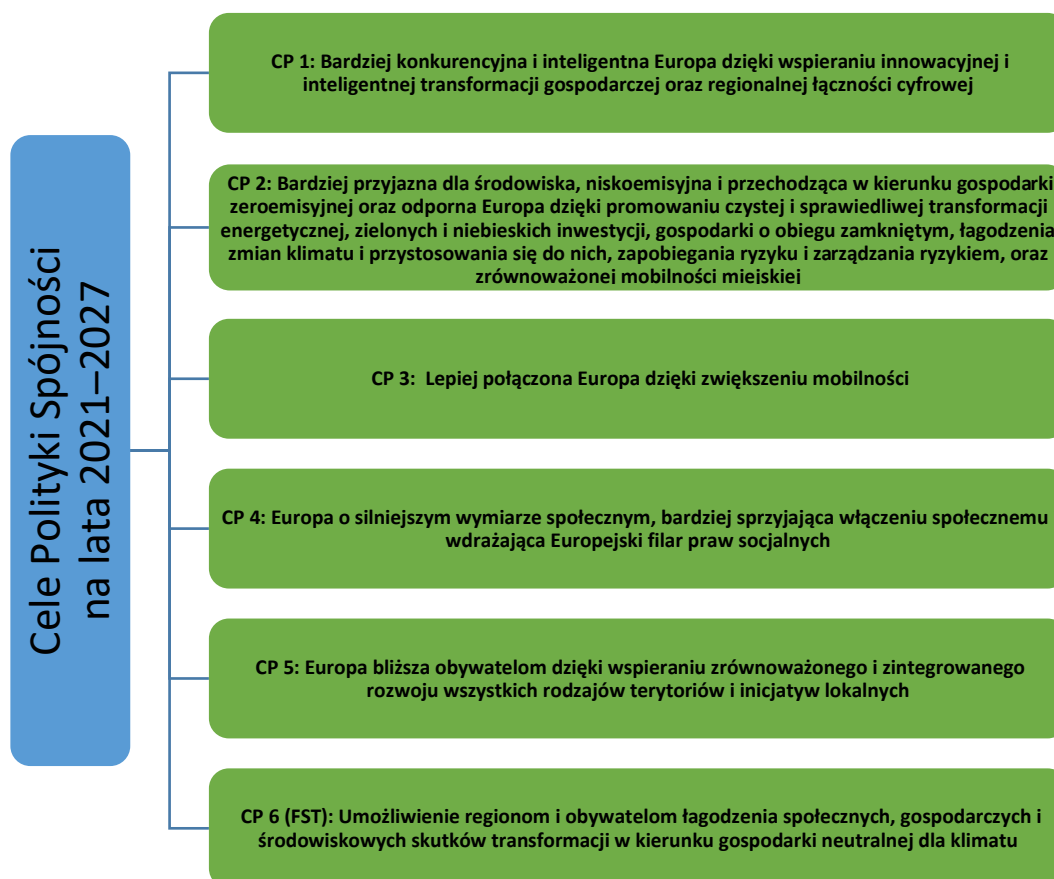 Cele Polityki Spójności
na lata 2021–2027
CP 1: Bardziej konkurencyjna i inteligentna Europa dzięki wspieraniu innowacyjnej i
inteligentnej transformacji gospodarczej oraz regionalnej łączności cyfrowej
CP 2: Bardziej przyjazna dla środowiska, niskoemisyjna i przechodząca w kierunku gospodarki
zeroemisyjnej oraz odporna Europa dzięki promowaniu czystej i sprawiedliwej transformacji
energetycznej, zielonych i niebieskich inwestycji, gospodarki o obiegu zamkniętym, łagodzenia
zmian klimatu i przystosowania się do nich, zapobiegania ryzyku i zarządzania ryzykiem, oraz
zrównoważonej mobilności miejskiej
CP 3: Lepiej połączona Europa dzięki zwiększeniu mobilności
CP 4: Europa o silniejszym wymiarze społecznym, bardziej sprzyjająca włączeniu społecznemu
wdrażająca Europejski filar praw socjalnych
CP 5: Europa bliższa obywatelom dzięki wspieraniu zrównoważonego i zintegrowanego
rozwoju wszystkich rodzajów terytoriów i inicjatyw lokalnych
CP 6 (FST): Umożliwienie regionom i obywatelom łagodzenia społecznych, gospodarczych i
środowiskowych skutków transformacji w kierunku gospodarki neutralnej dla klimatu